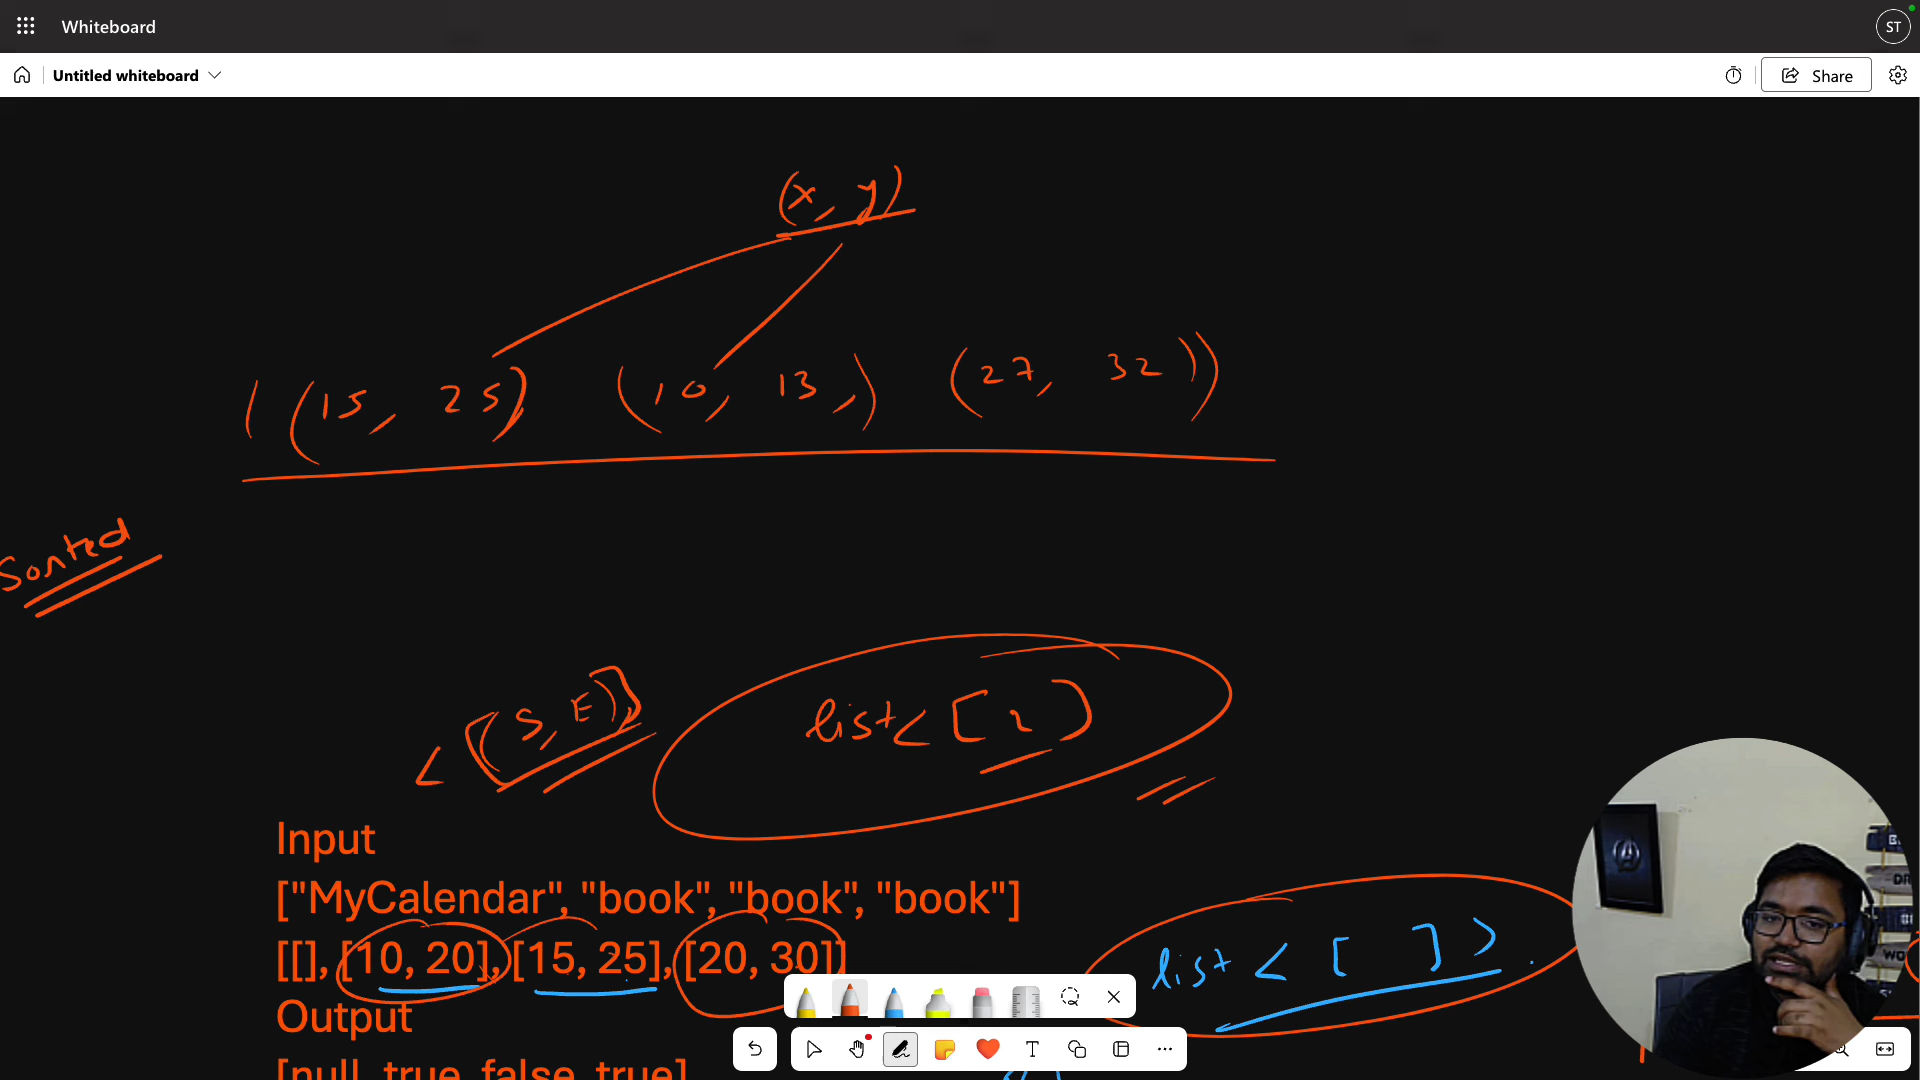 Whiteboard
ST
Untitled whiteboard
Share
(x, y)
((15, 25) (10, 13,) (27, 32))
Sorted
<(S, E)>
list<[2]
Input
["MyCalendar", "book", "book", "book"]
[[], [10, 20], [15, 25], [20, 30]]
list<[ ]>.
Output
[null, true, false, true]